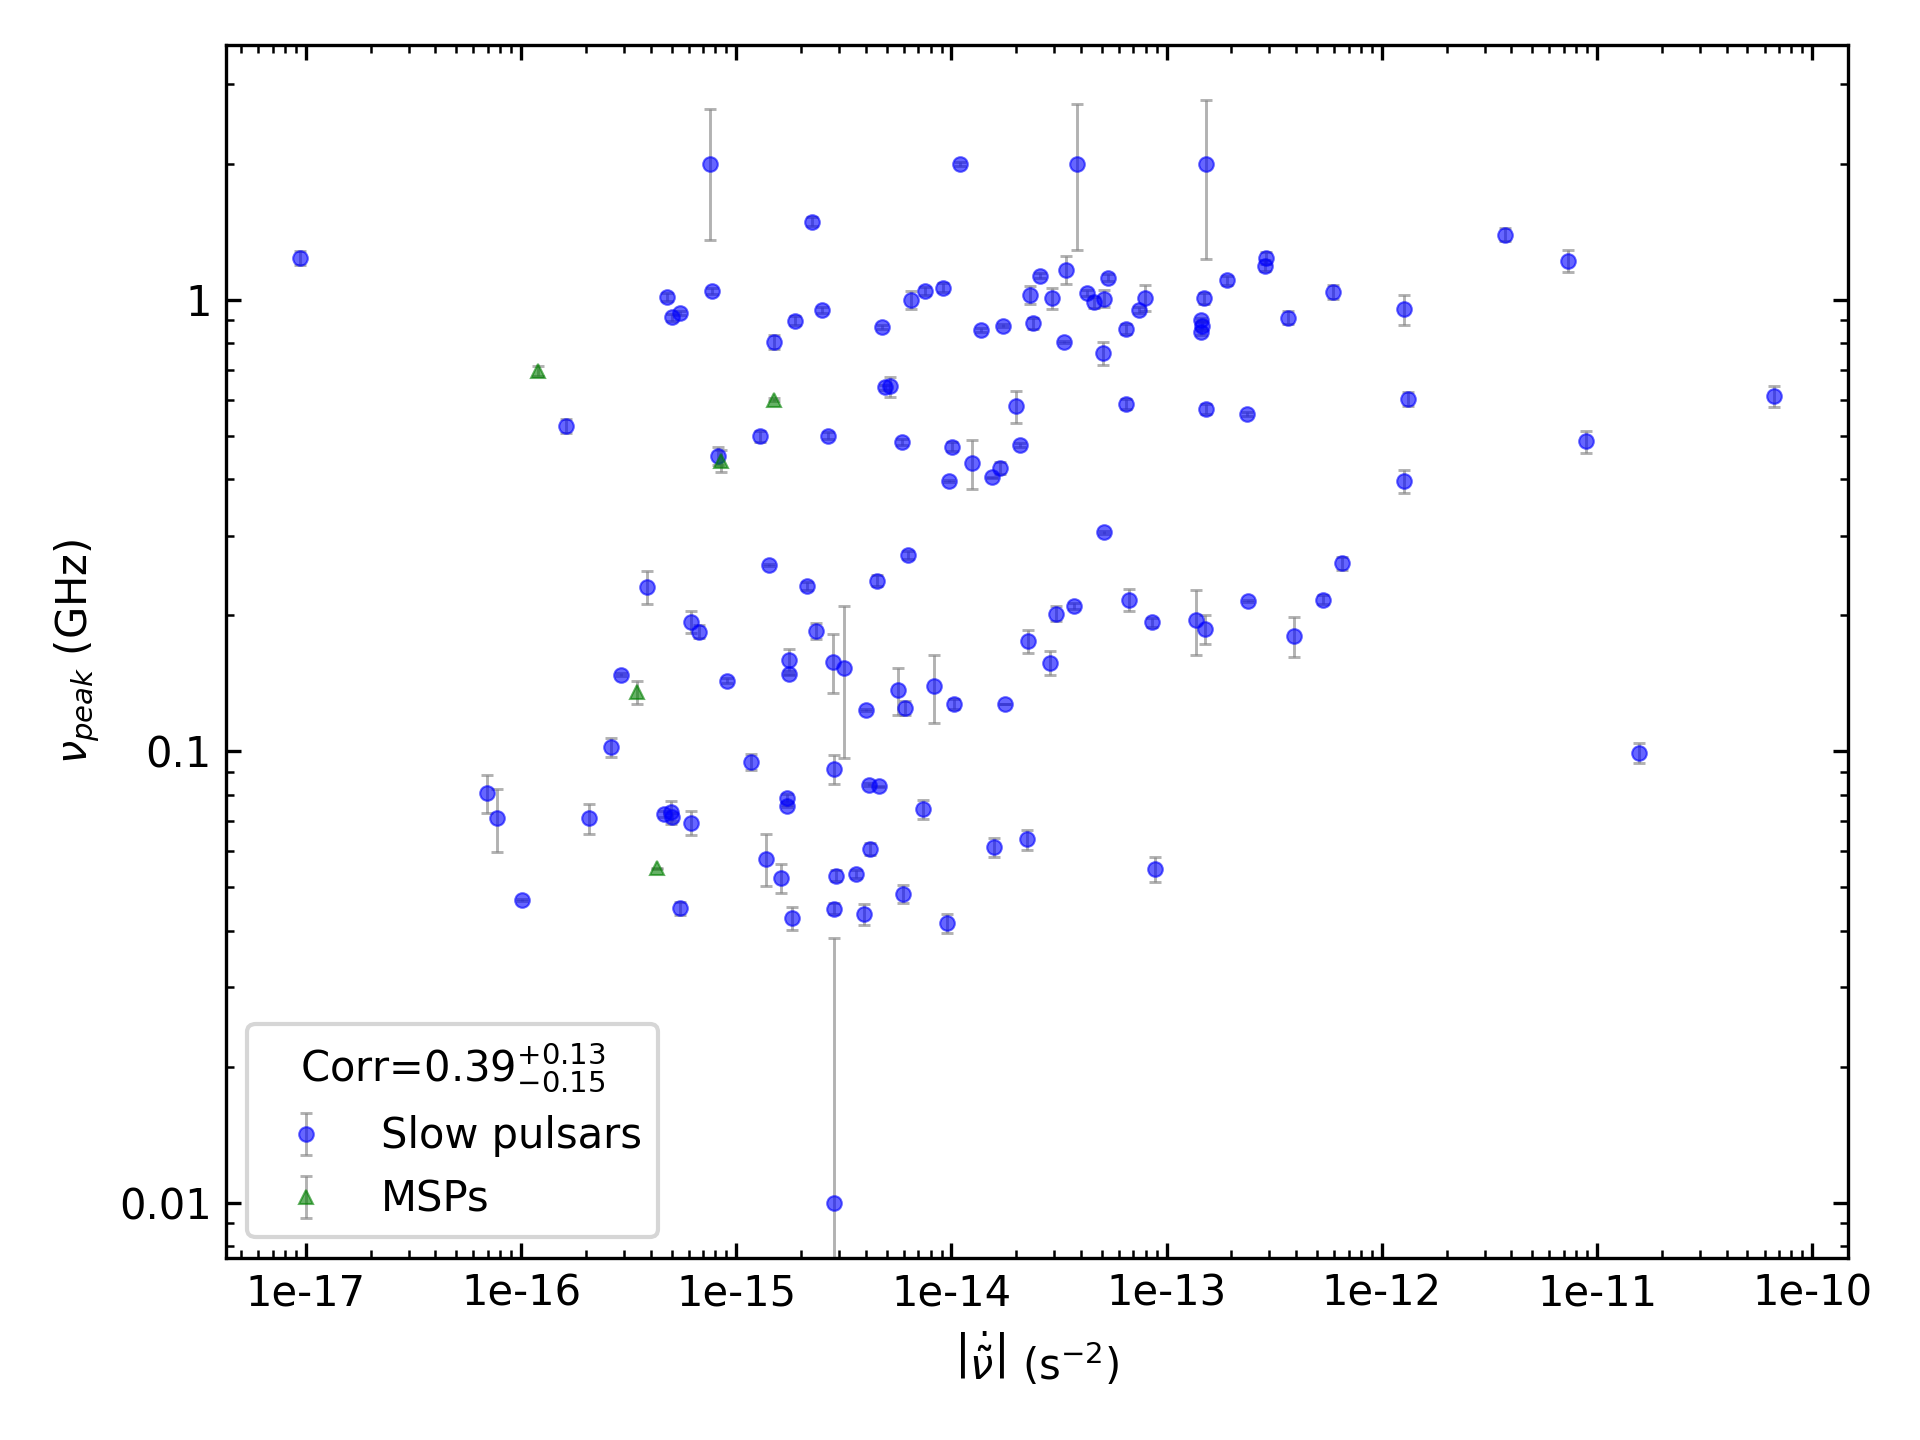 1
0.1
0.01
ν_peak (GHz)
Corr=0.39^{+0.13}_{−0.15}
Slow pulsars
MSPs
1e-17 1e-16 1e-15 1e-14 1e-13 1e-12 1e-11 1e-10
|ν̃̇| (s⁻²)